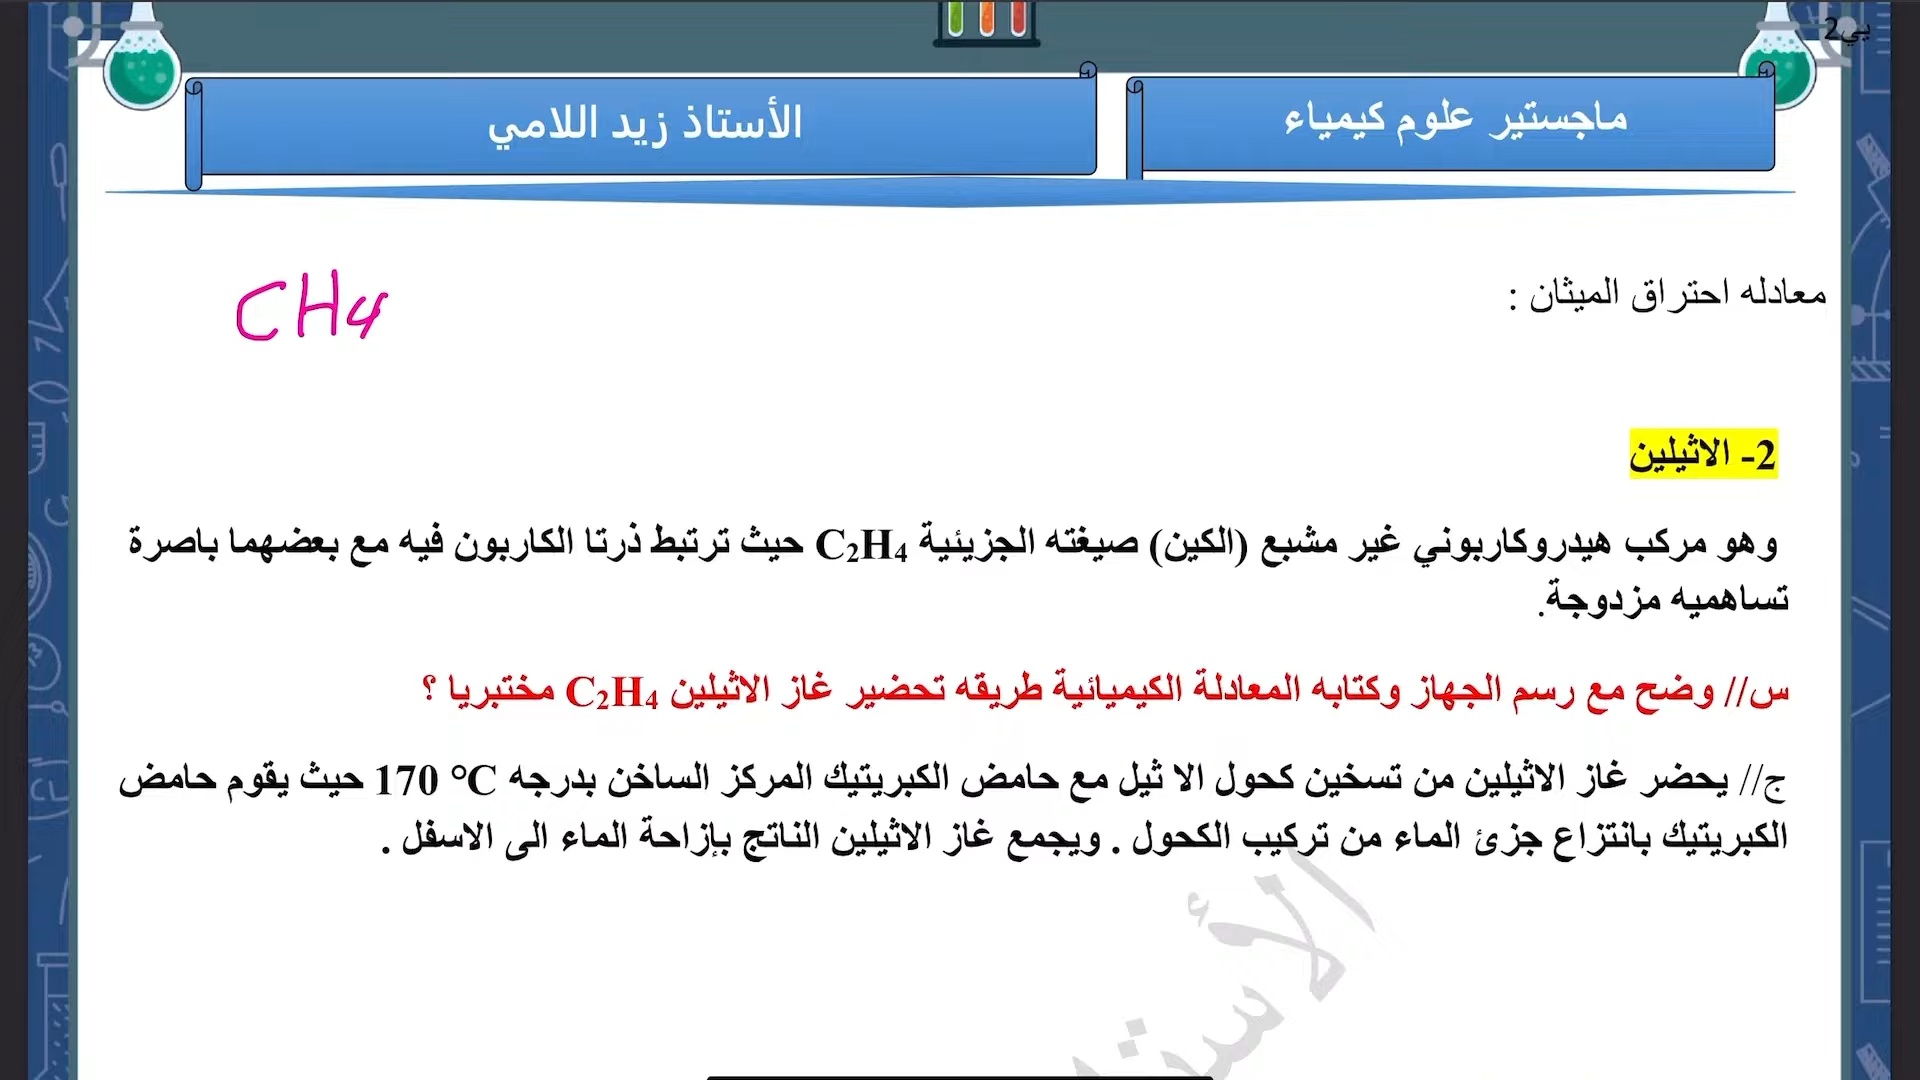 بي2
ماجستير علوم كيمياء
الأستاذ زيد اللامي
معادله احتراق الميثان :
CH4
2- الاثيلين
وهو مركب هيدروكاربوني غير مشبع (الكين) صيغته الجزيئية C₂H₄ حيث ترتبط ذرتا الكاربون فيه مع بعضهما باصرة
تساهميه مزدوجة.
س// وضح مع رسم الجهاز وكتابه المعادلة الكيميائية طريقه تحضير غاز الاثيلين C₂H₄ مختبريا ؟
ج// يحضر غاز الاثيلين من تسخين كحول الا ثيل مع حامض الكبريتيك المركز الساخن بدرجه 170 °C حيث يقوم حامض
الكبريتيك بانتزاع جزئ الماء من تركيب الكحول . ويجمع غاز الاثيلين الناتج بإزاحة الماء الى الاسفل .